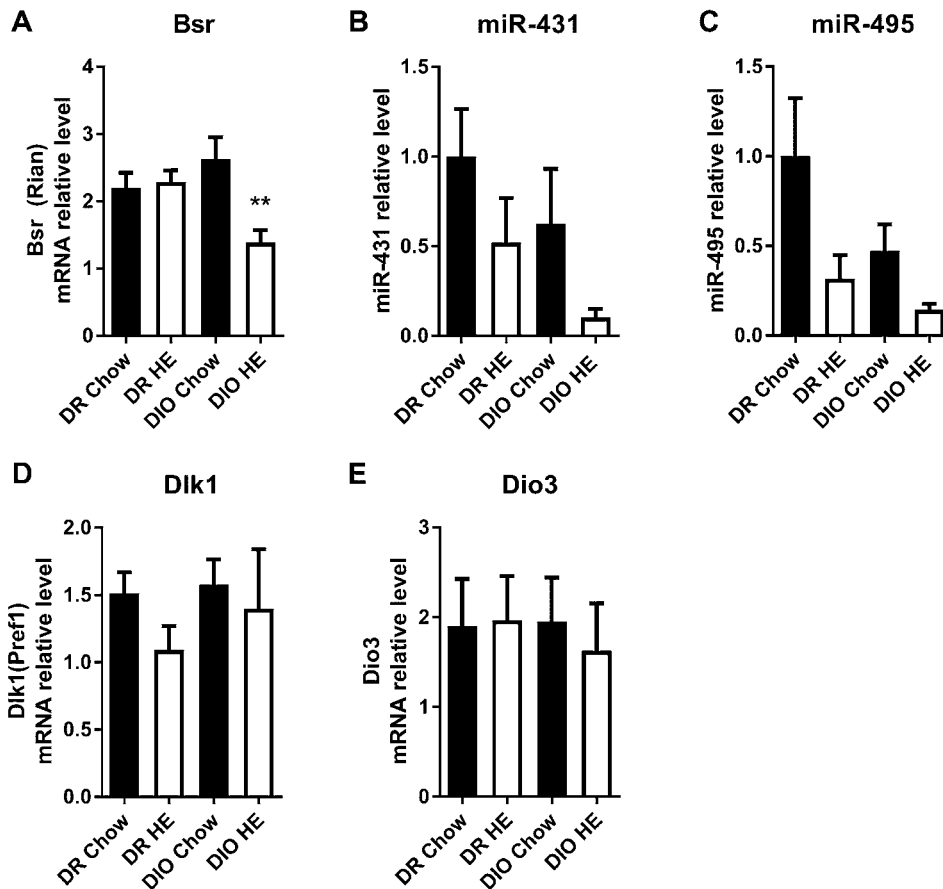 A
Bsr
Bsr (Rian)
mRNA relative level
4
3
2
1
0
**
DR Chow
DR HE
DIO Chow
DIO HE
B
miR-431
miR-431 relative level
1.5
1.0
0.5
0.0
DR Chow
DR HE
DIO Chow
DIO HE
C
miR-495
miR-495 relative level
1.5
1.0
0.5
0.0
DR Chow
DR HE
DIO Chow
DIO HE
D
Dlk1
Dlk1(Pref1)
mRNA relative level
2.0
1.5
1.0
0.5
0.0
DR Chow
DR HE
DIO Chow
DIO HE
E
Dio3
Dio3
mRNA relative level
3
2
1
0
DR Chow
DR HE
DIO Chow
DIO HE